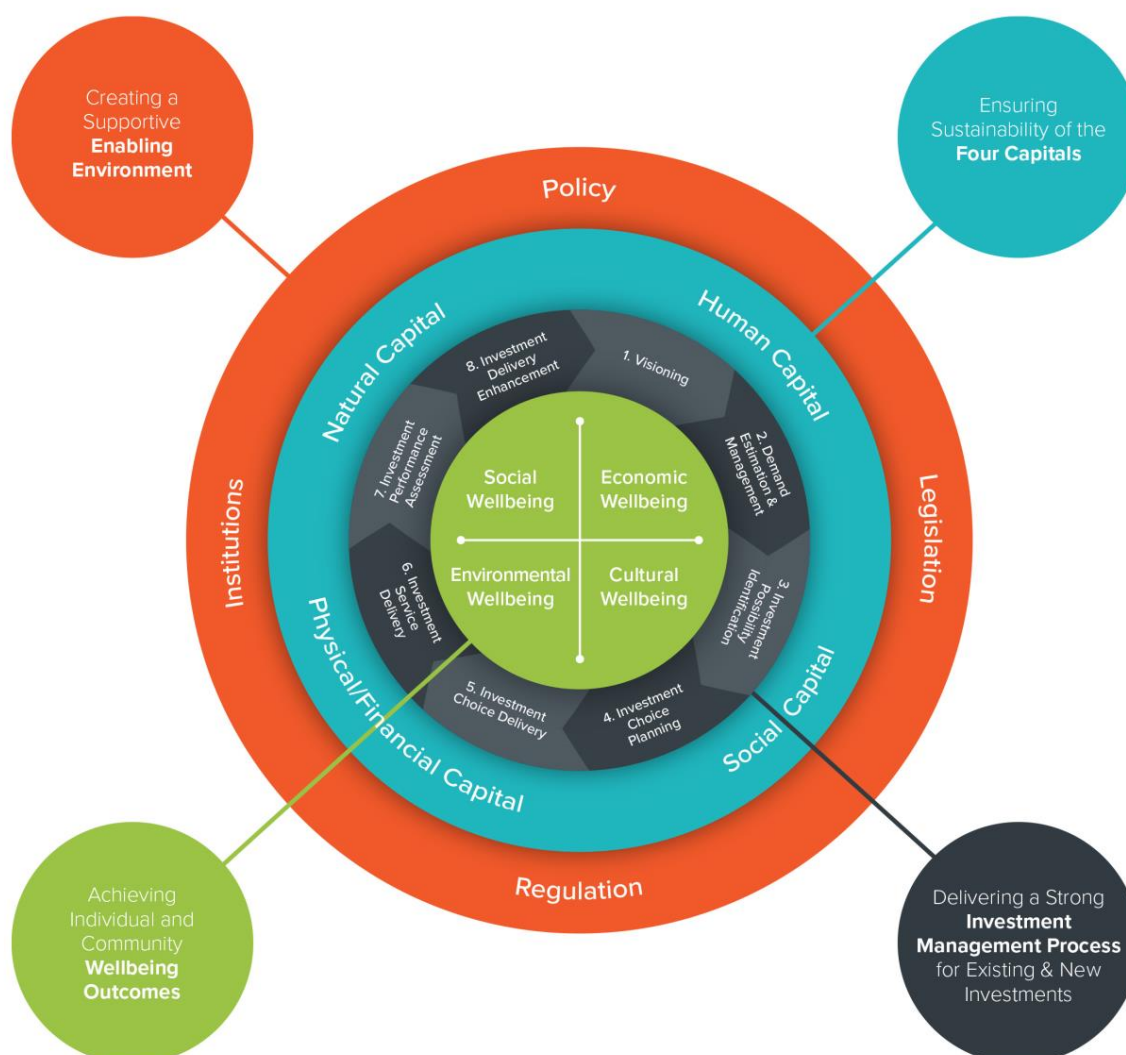 Creating a
Supportive
Enabling
Environment
Ensuring
Sustainability of the
Four Capitals
Policy
Legislation
Regulation
Institutions
Natural Capital
Human Capital
Social Capital
Physical/Financial Capital
1. Visioning
2. Demand
Estimation &
Management
3. Investment
Possibility
Identification
4. Investment
Choice
Planning
5. Investment
Choice Delivery
6. Investment
Service
Delivery
7. Investment
Performance
Assessment
8. Investment
Delivery
Enhancement
Social
Wellbeing
Economic
Wellbeing
Environmental
Wellbeing
Cultural
Wellbeing
Achieving
Individual and
Community
Wellbeing
Outcomes
Delivering a Strong
Investment
Management Process
for Existing & New
Investments